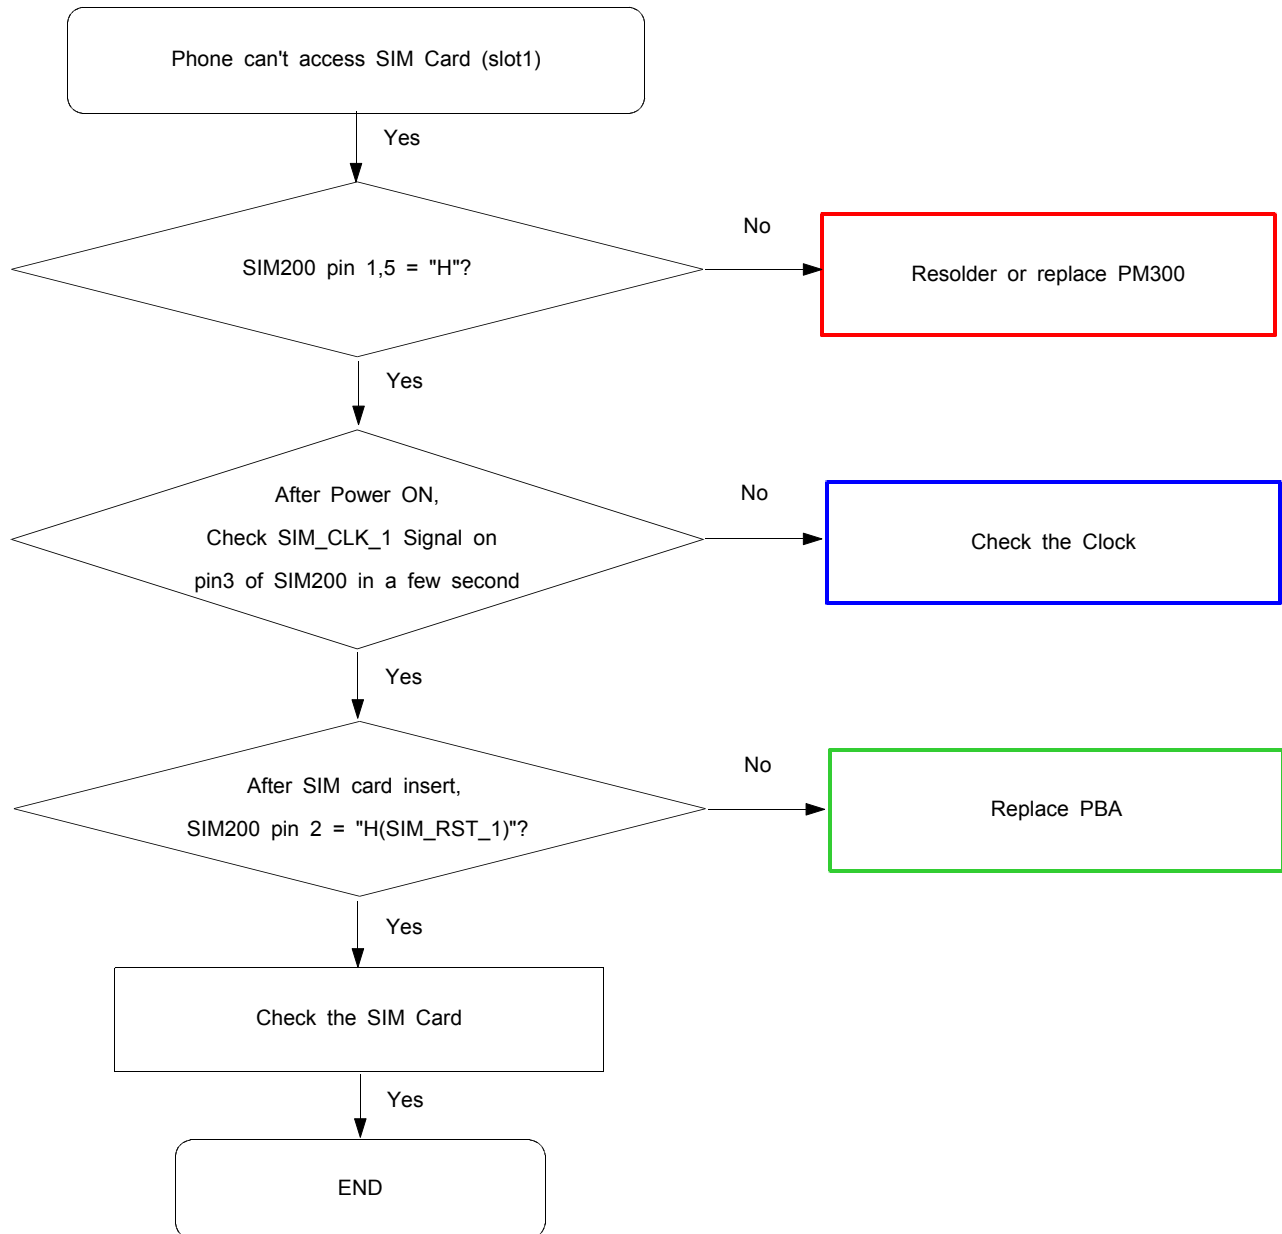 Phone can't access SIM Card (slot1)
Yes
SIM200 pin 1,5 = "H"?
No
Resolder or replace PM300
Yes
After Power ON,
Check SIM_CLK_1 Signal on
pin3 of SIM200 in a few second
No
Check the Clock
Yes
After SIM card insert,
SIM200 pin 2 = "H(SIM_RST_1)"?
No
Replace PBA
Yes
Check the SIM Card
Yes
END